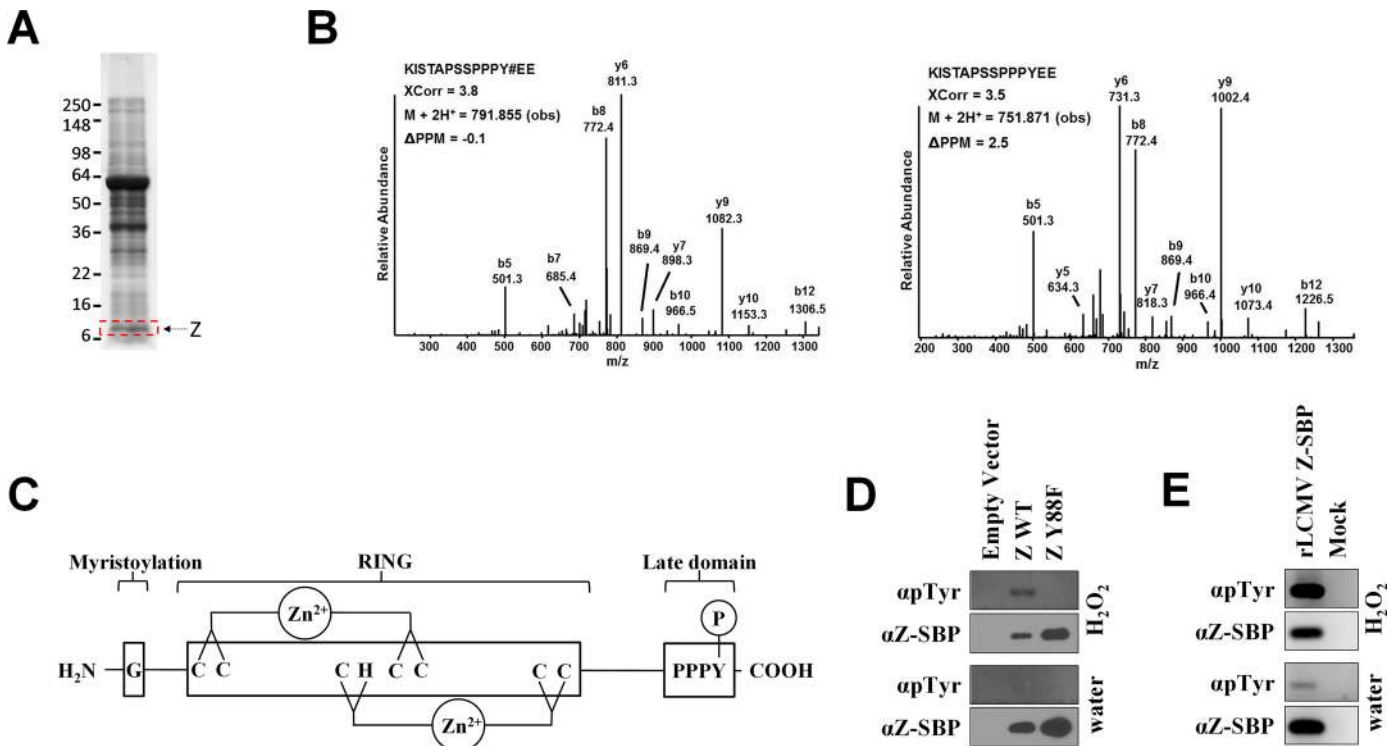 A
250
148
98
64
50
36
22
16
6
Z
B
KISTAPSSPPPY#EE
XCorr = 3.8
M + 2H⁺ = 791.855 (obs)
ΔPPM = -0.1
Relative Abundance
b5
501.3
b7
685.4
b8
772.4
y6
811.3
b9
869.4
y7
898.3
b10
966.5
y9
1082.3
y10
1153.3
b12
1306.5
300 400 500 600 700 800 900 1000 1100 1200 1300
m/z
KISTAPSSPPPYEE
XCorr = 3.5
M + 2H⁺ = 751.871 (obs)
ΔPPM = 2.5
Relative Abundance
b5
501.3
y5
634.3
y6
731.3
b8
772.4
y7
818.3
b9
869.4
b10
966.4
y9
1002.4
y10
1073.4
b12
1226.5
200 300 400 500 600 700 800 900 1000 1100 1200 1300
m/z
C
Myristoylation RING Late domain
Zn²⁺ P
H₂N G C C C H C C C C PPPY COOH
Zn²⁺
D
Empty Vector
Z WT
Z Y88F
αpTyr
αZ-SBP
H₂O₂
αpTyr
αZ-SBP
water
E
rLCMV Z-SBP
Mock
αpTyr
αZ-SBP
H₂O₂
αpTyr
αZ-SBP
water